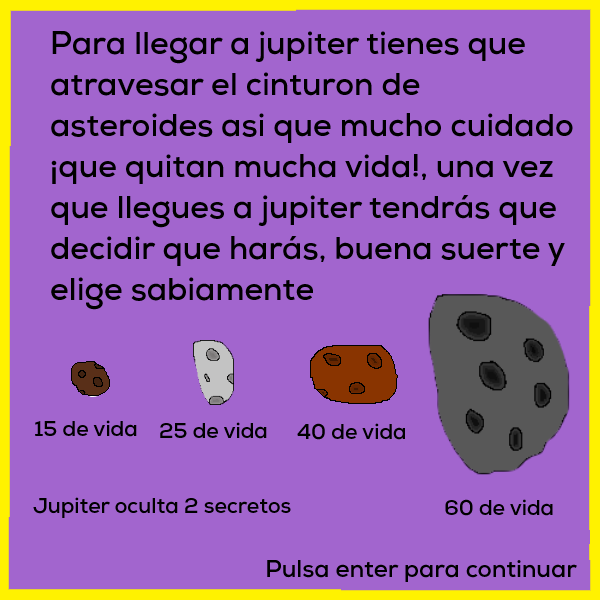 Para llegar a jupiter tienes que
atravesar el cinturon de
asteroides asi que mucho cuidado
¡que quitan mucha vida!, una vez
que llegues a jupiter tendrás que
decidir que harás, buena suerte y
elige sabiamente
15 de vida
25 de vida
40 de vida
60 de vida
Jupiter oculta 2 secretos
Pulsa enter para continuar